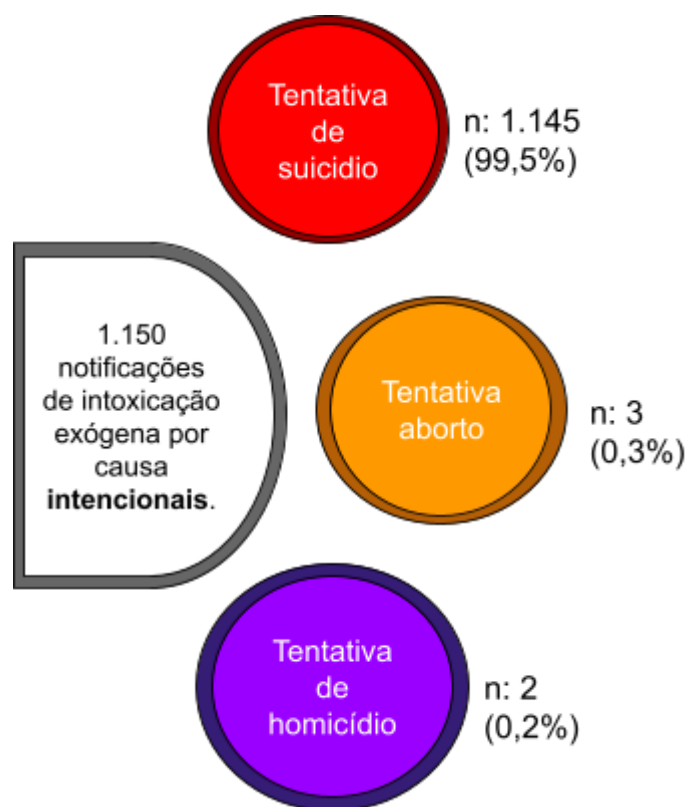 Tentativa
de
suicidio
n: 1.145
(99,5%)
1.150
notificações
de intoxicação
exógena por
causa
intencionais.
Tentativa
aborto
n: 3
(0,3%)
Tentativa
de
homicídio
n: 2
(0,2%)